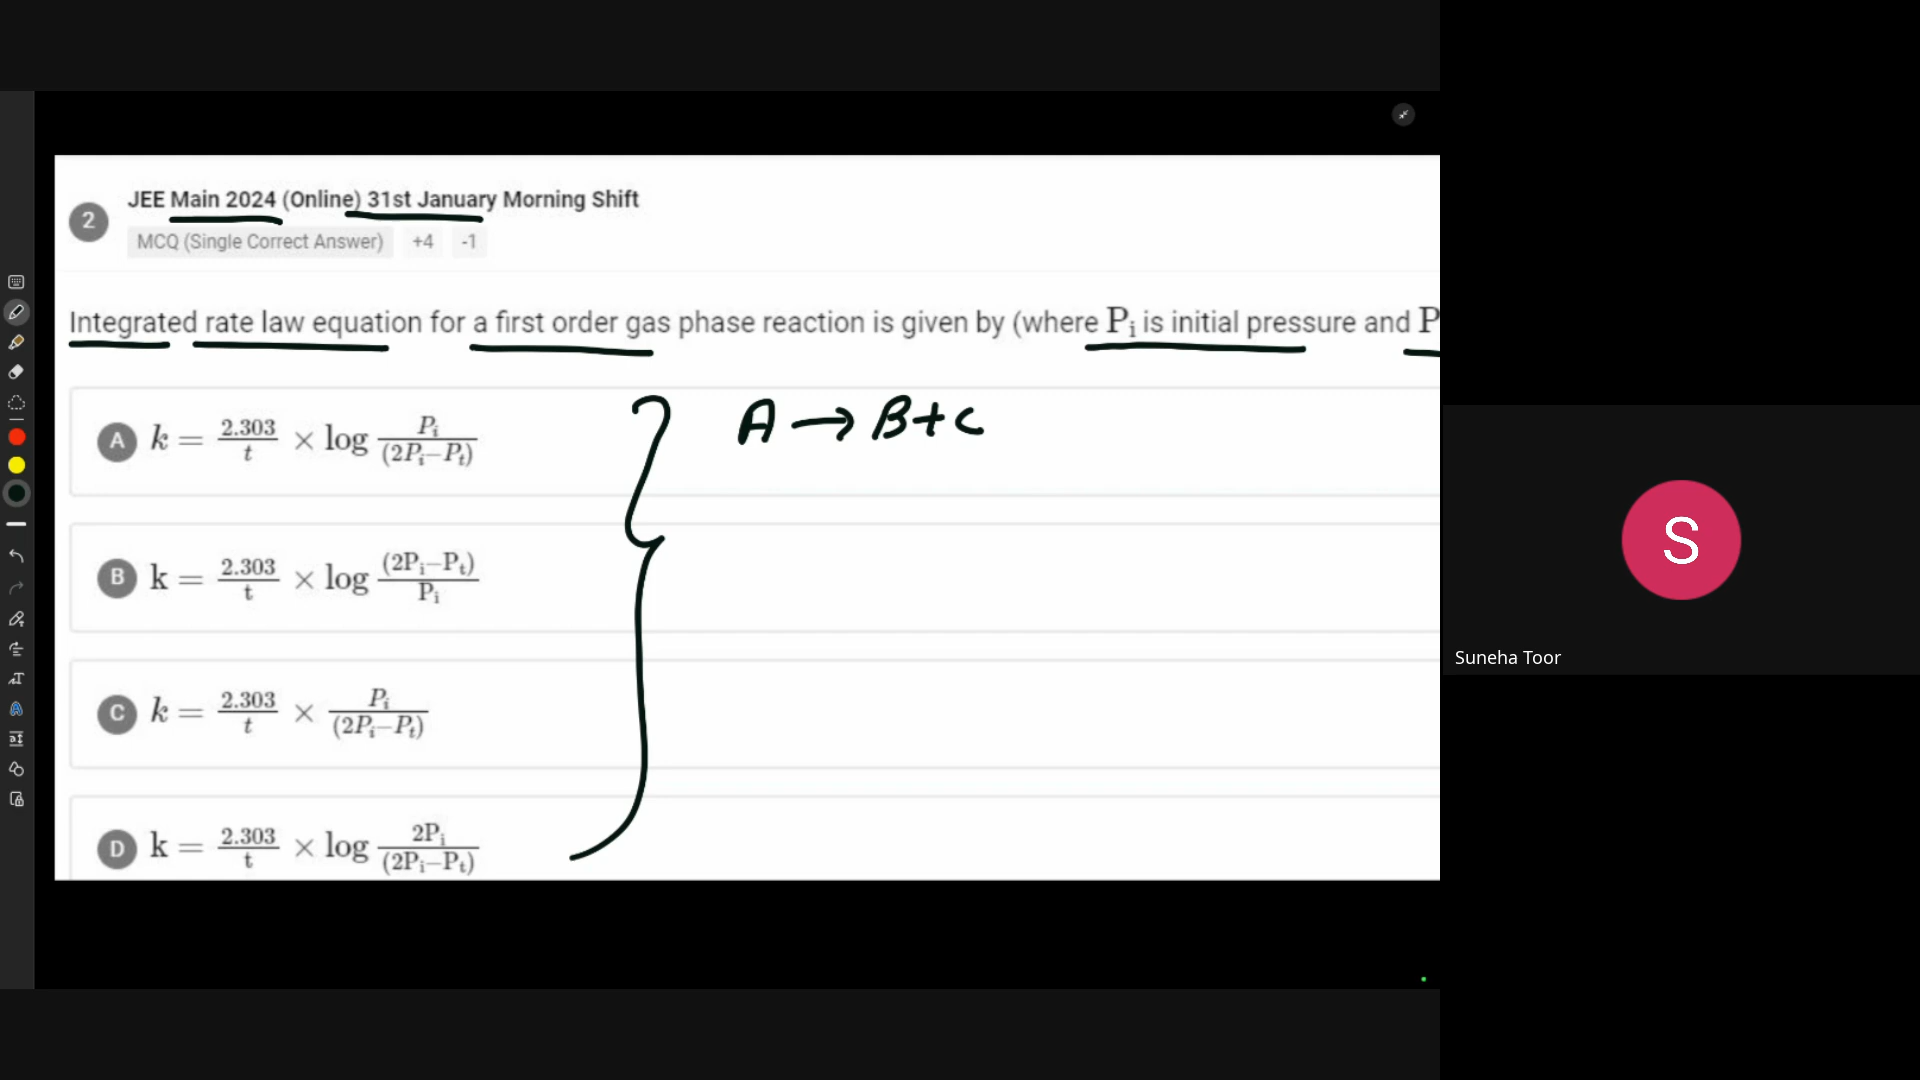 JEE Main 2024 (Online) 31st January Morning Shift
2
MCQ (Single Correct Answer) +4 -1
Integrated rate law equation for a first order gas phase reaction is given by (where Pᵢ is initial pressure and P
A → B + C
A k = 2.303/t × log Pᵢ/(2Pᵢ−Pₜ)
B k = 2.303/t × log (2Pᵢ−Pₜ)/Pᵢ
C k = 2.303/t × Pᵢ/(2Pᵢ−Pₜ)
D k = 2.303/t × log 2Pᵢ/(2Pᵢ−Pₜ)
S
Suneha Toor